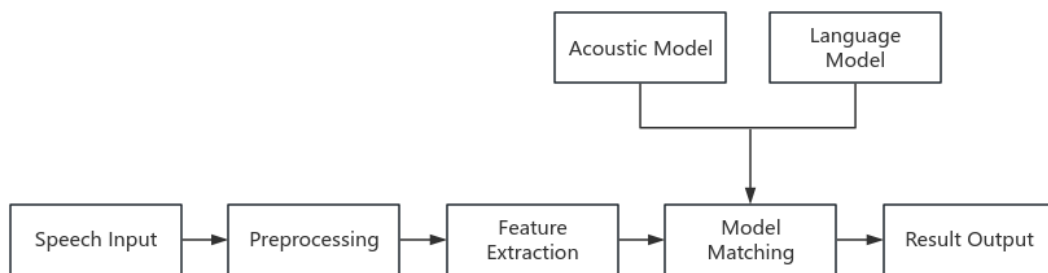 Acoustic Model
Language
Model
Speech Input
Preprocessing
Feature
Extraction
Model
Matching
Result Output